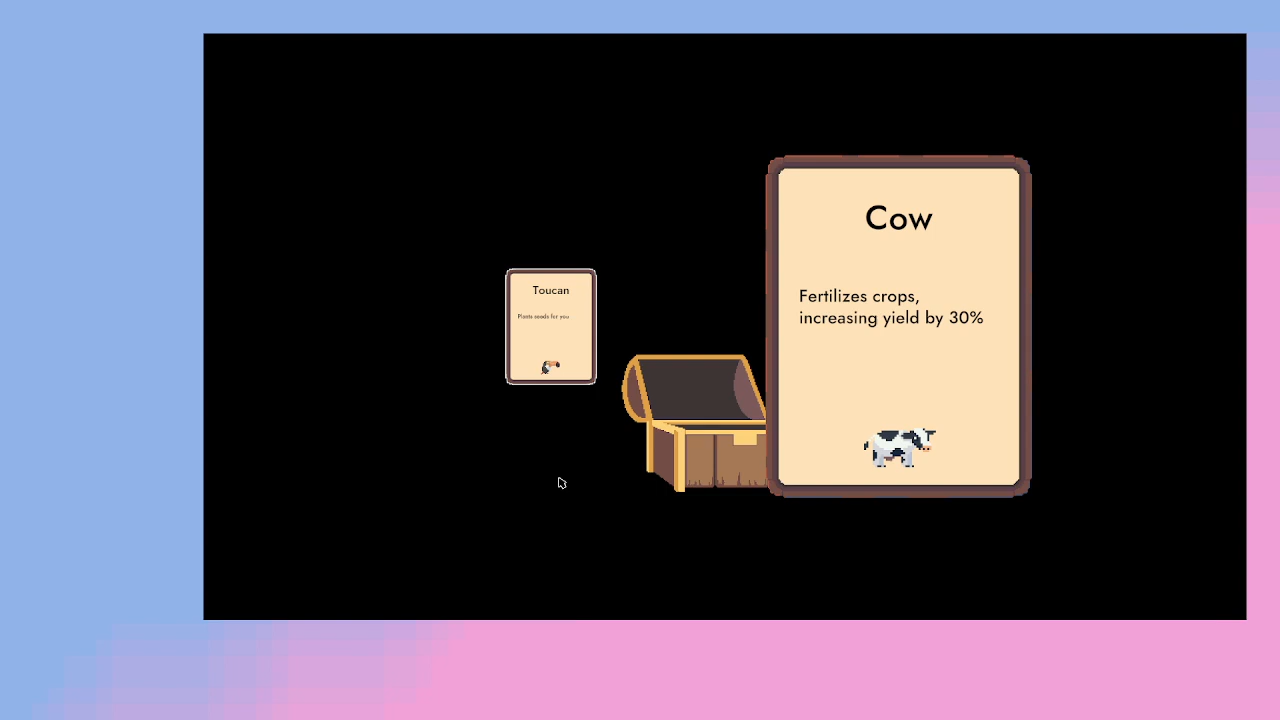 Toucan
Plants seeds for you
Cow
Fertilizes crops,
increasing yield by 30%